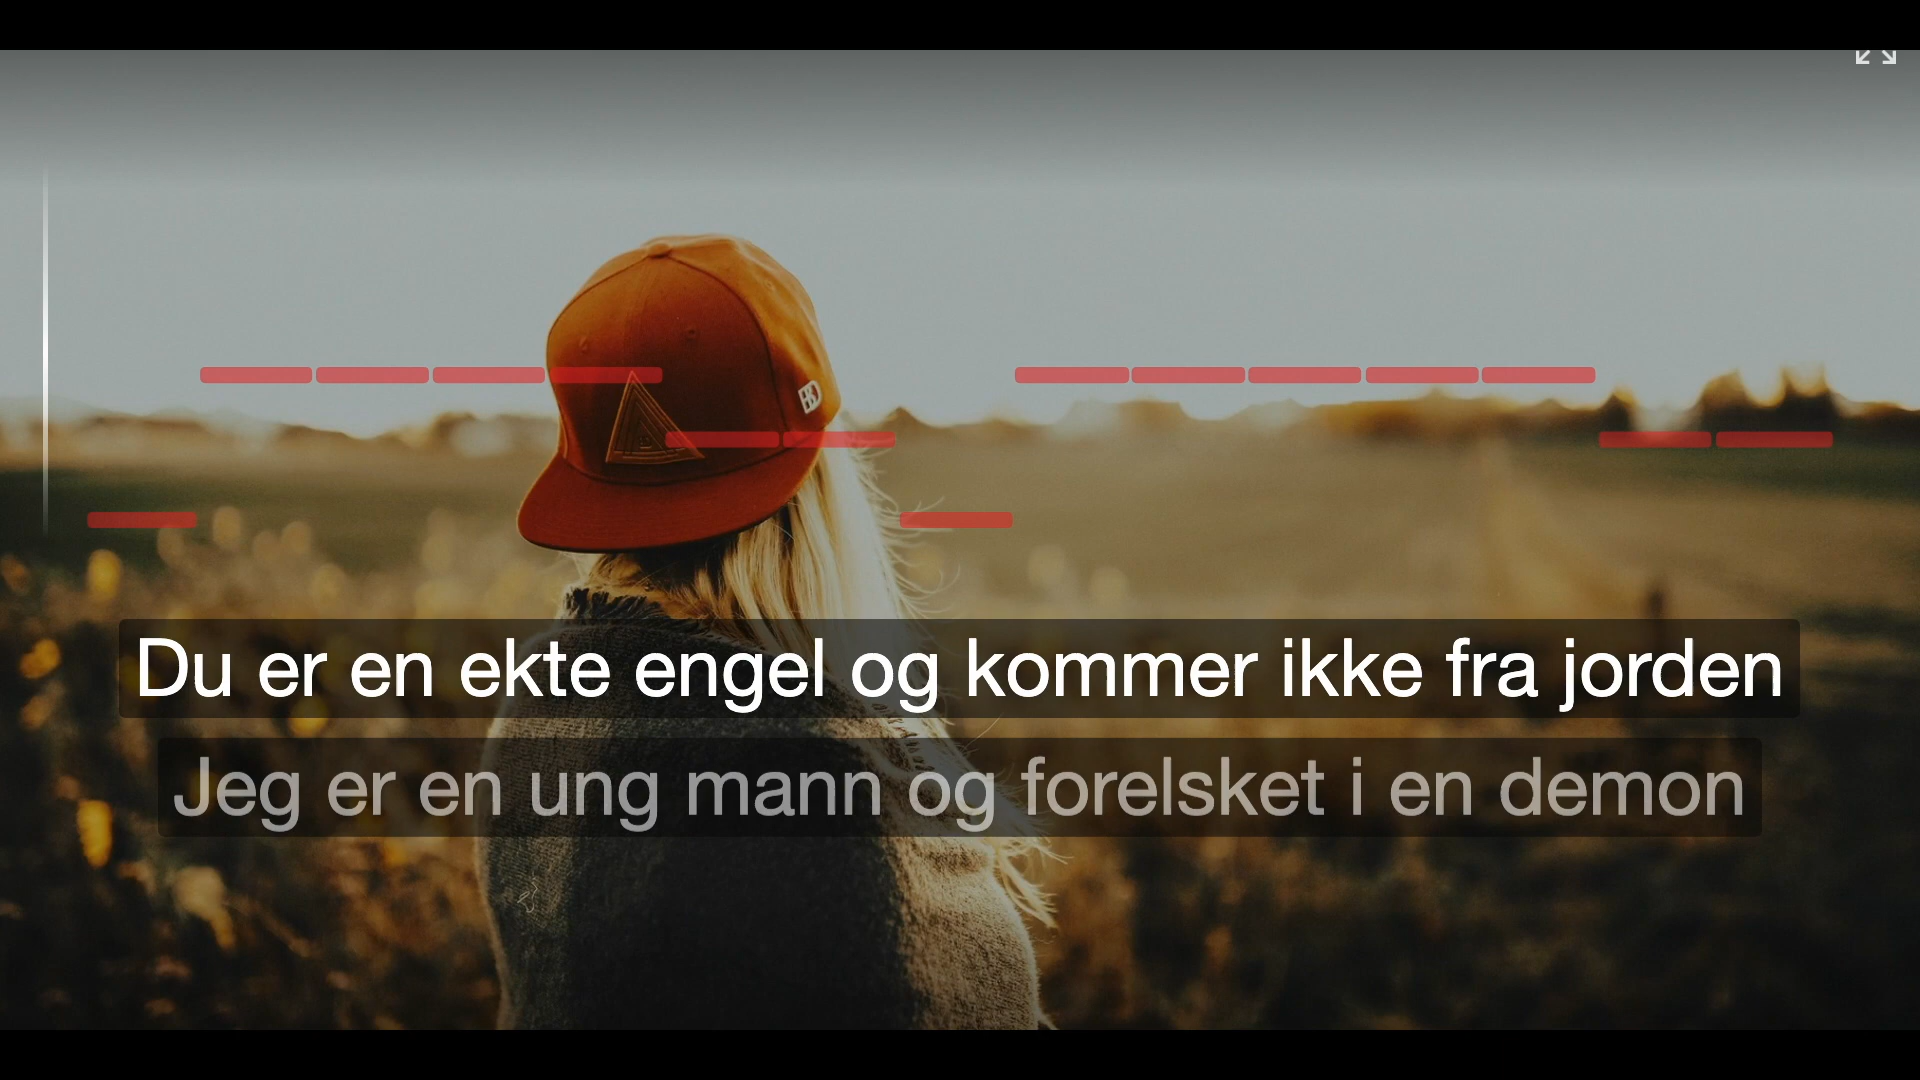 Du er en ekte engel og kommer ikke fra jorden
Jeg er en ung mann og forelsket i en demon